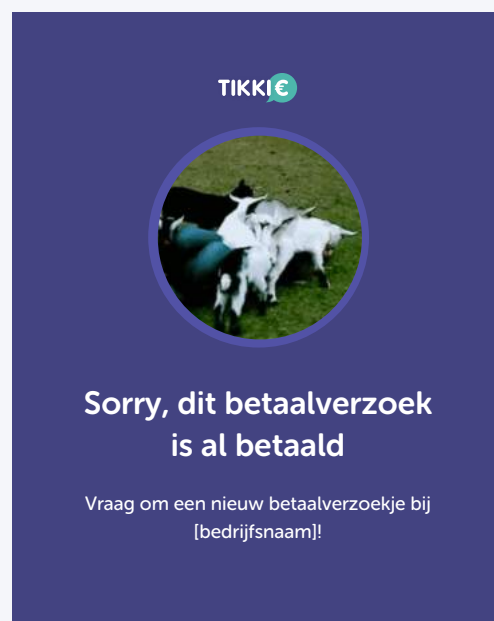 TIKKI€
Sorry, dit betaalverzoek
is al betaald
Vraag om een nieuw betaalverzoekje bij
[bedrijfsnaam]!